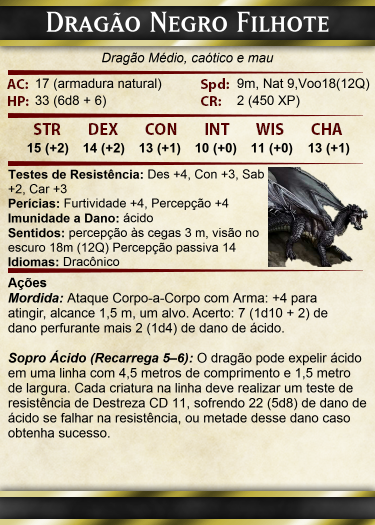 Dragão Negro Filhote
Dragão Médio, caótico e mau
AC: 17 (armadura natural) Spd: 9m, Nat 9,Voo18(12Q)
HP: 33 (6d8 + 6) CR: 2 (450 XP)
STR DEX CON INT WIS CHA
15 (+2) 14 (+2) 13 (+1) 10 (+0) 11 (+0) 13 (+1)
Testes de Resistência: Des +4, Con +3, Sab
+2, Car +3
Perícias: Furtividade +4, Percepção +4
Imunidade a Dano: ácido
Sentidos: percepção às cegas 3 m, visão no
escuro 18m (12Q) Percepção passiva 14
Idiomas: Dracônico
Ações
Mordida: Ataque Corpo-a-Corpo com Arma: +4 para
atingir, alcance 1,5 m, um alvo. Acerto: 7 (1d10 + 2) de
dano perfurante mais 2 (1d4) de dano de ácido.
Sopro Ácido (Recarrega 5–6): O dragão pode expelir ácido
em uma linha com 4,5 metros de comprimento e 1,5 metro
de largura. Cada criatura na linha deve realizar um teste de
resistência de Destreza CD 11, sofrendo 22 (5d8) de dano de
ácido se falhar na resistência, ou metade desse dano caso
obtenha sucesso.